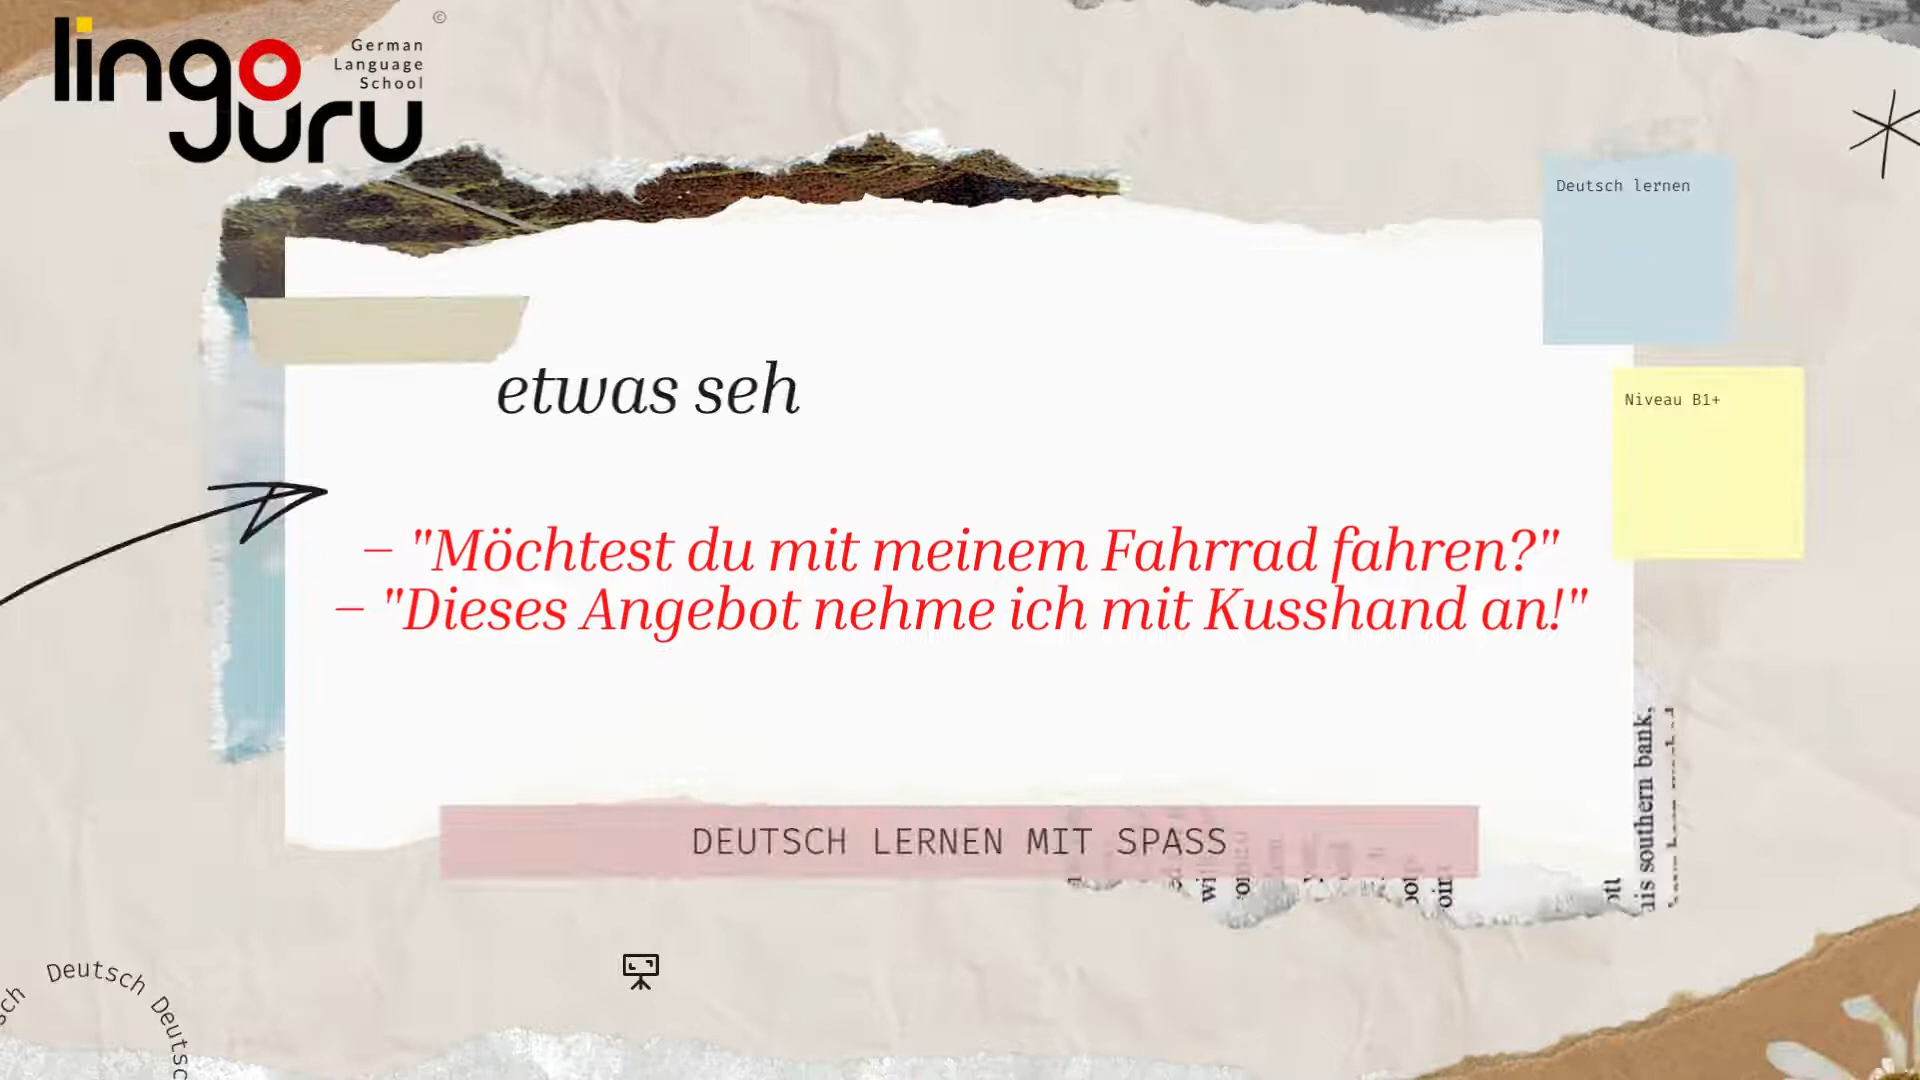 lingo
guru
©
German
Language
School
Deutsch lernen
Niveau B1+
etwas seh
– "Möchtest du mit meinem Fahrrad fahren?"
– "Dieses Angebot nehme ich mit Kusshand an!"
DEUTSCH LERNEN MIT SPASS
his southern bank,
Deutsch Deutsc